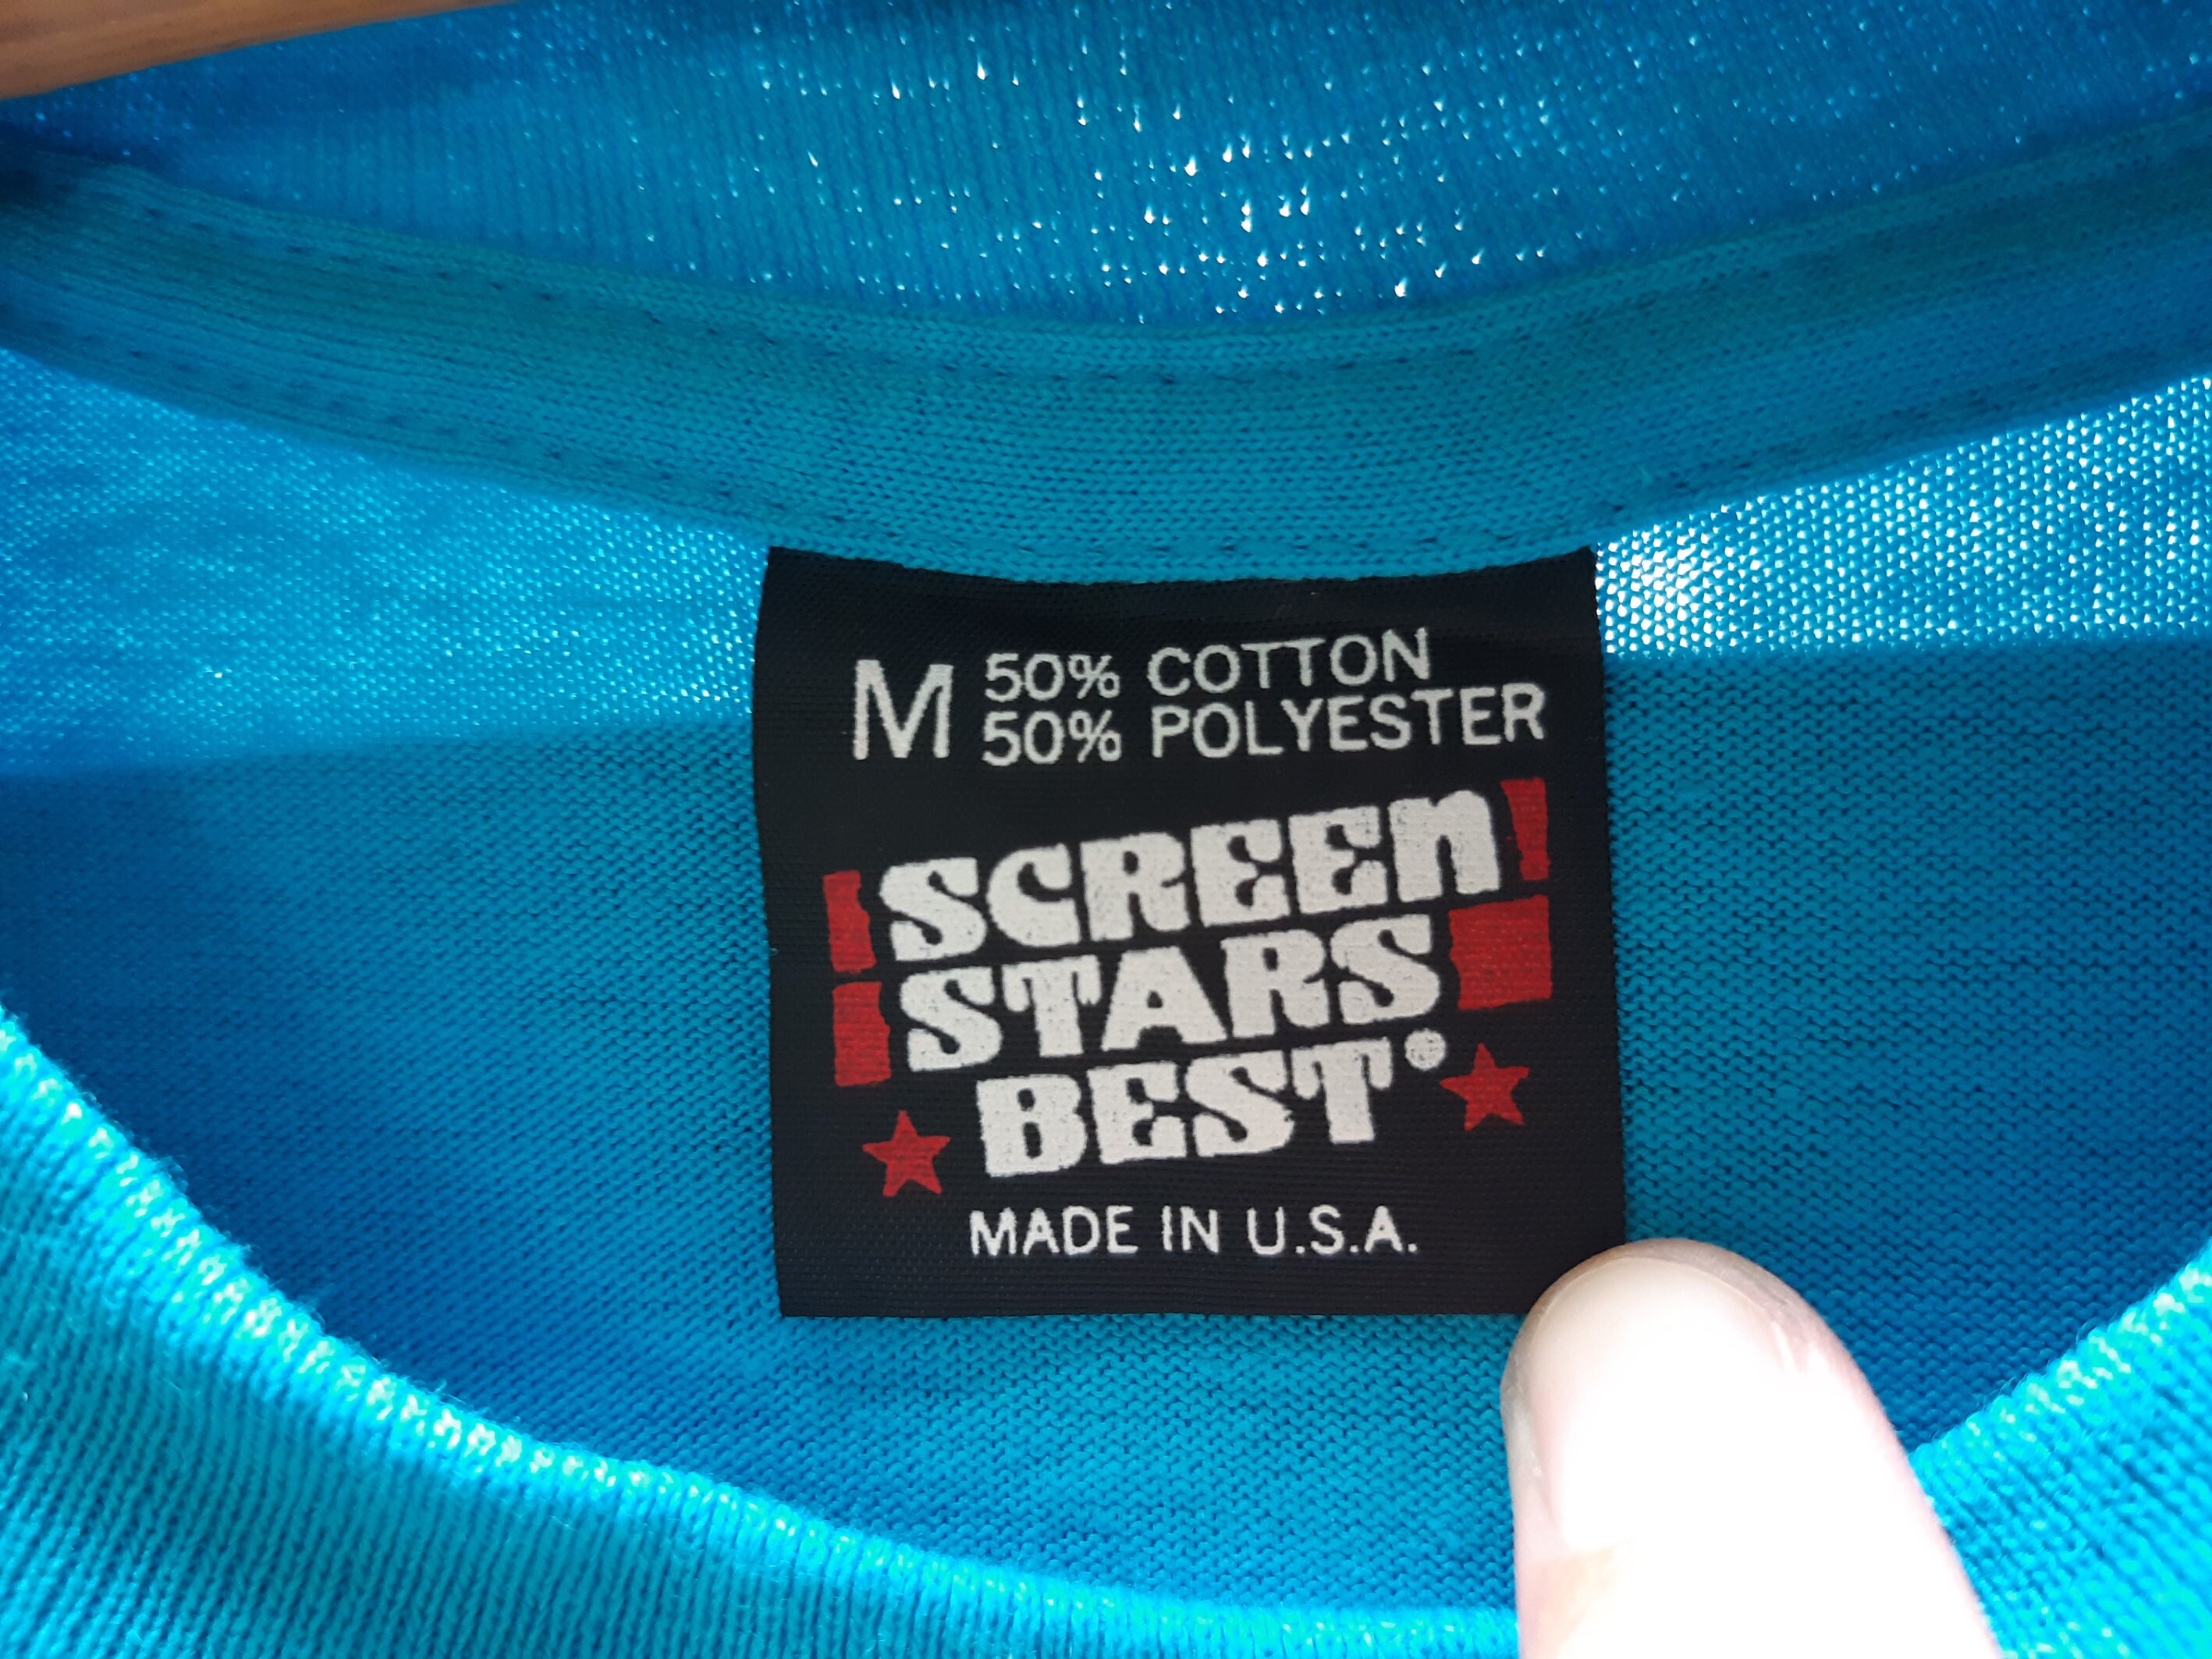 M 50% COTTON
50% POLYESTER
SCREEN
STARS
BEST®
MADE IN U.S.A.